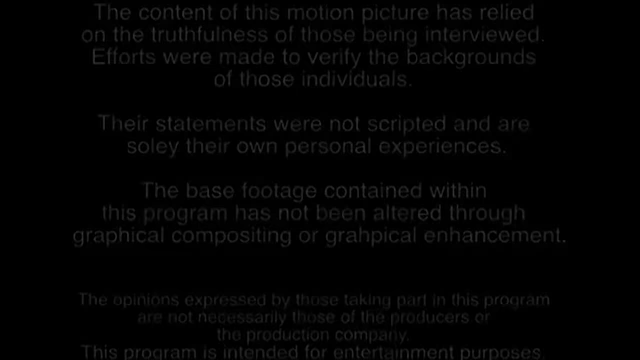 The content of this motion picture has relied
on the truthfulness of those being interviewed.
Efforts were made to verify the backgrounds
of those individuals.
Their statements were not scripted and are
soley their own personal experiences.
The base footage contained within
this program has not been altered through
graphical compositing or grahpical enhancement.
The opinions expressed by those taking part in this program
are not necessarily those of the producers or
the production company.
This program is intended for entertainment purposes